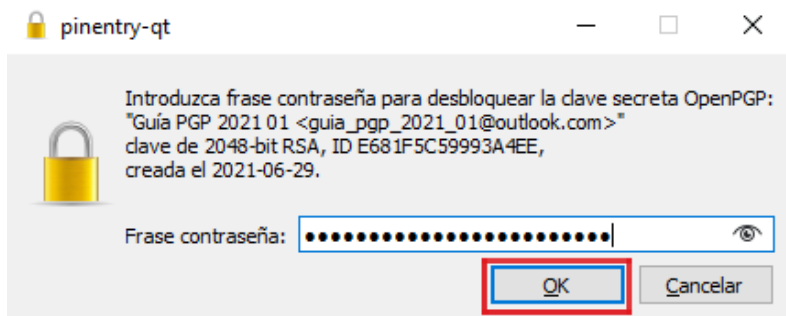 pinentry-qt
Introduzca frase contraseña para desbloquear la clave secreta OpenPGP:
"Guía PGP 2021 01 <guia_pgp_2021_01@outlook.com>"
clave de 2048-bit RSA, ID E681F5C59993A4EE,
creada el 2021-06-29.
Frase contraseña: ●●●●●●●●●●●●●●●●●●●●●●●●
OK Cancelar